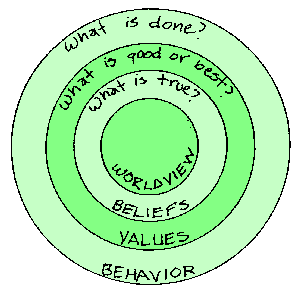 What is done?
What is good or best?
What is true?
WORLDVIEW
BELIEFS
VALUES
BEHAVIOR